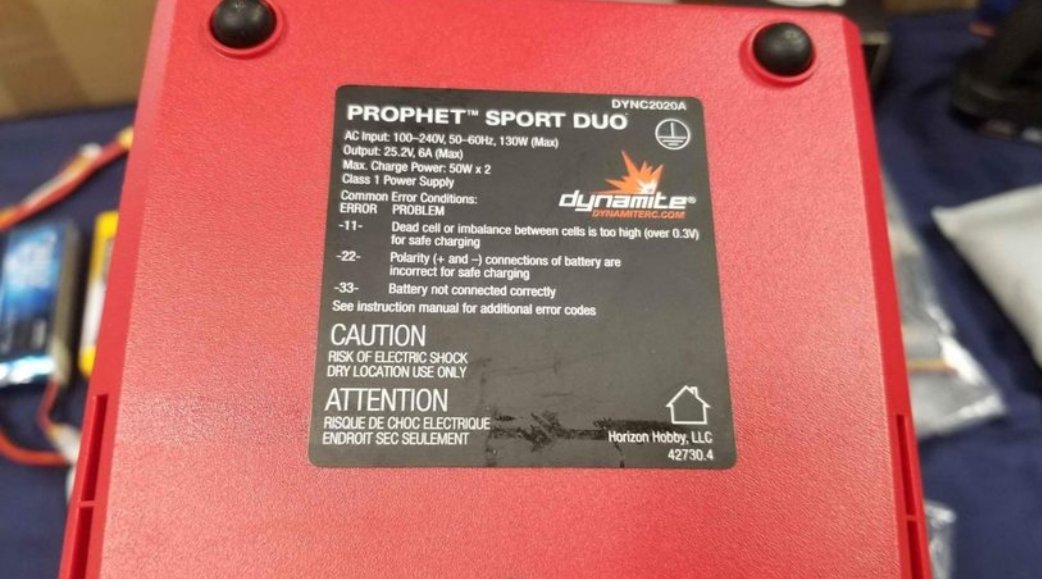 DYNC2020A
PROPHET™ SPORT DUO
AC Input: 100–240V, 50–60Hz, 130W (Max)
Output: 25.2V, 6A (Max)
Max. Charge Power: 50W x 2
Class 1 Power Supply
dynamite®
DYNAMITERC.COM
Common Error Conditions:
ERROR PROBLEM
-11- Dead cell or imbalance between cells is too high (over 0.3V)
for safe charging
-22- Polarity (+ and –) connections of battery are
incorrect for safe charging
-33- Battery not connected correctly
See instruction manual for additional error codes
CAUTION
RISK OF ELECTRIC SHOCK
DRY LOCATION USE ONLY
ATTENTION
RISQUE DE CHOC ELECTRIQUE
ENDROIT SEC SEULEMENT
Horizon Hobby, LLC
42730.4